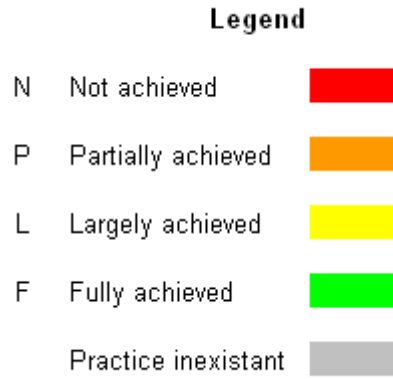 Legend
N Not achieved
P Partially achieved
L Largely achieved
F Fully achieved
Practice inexistant